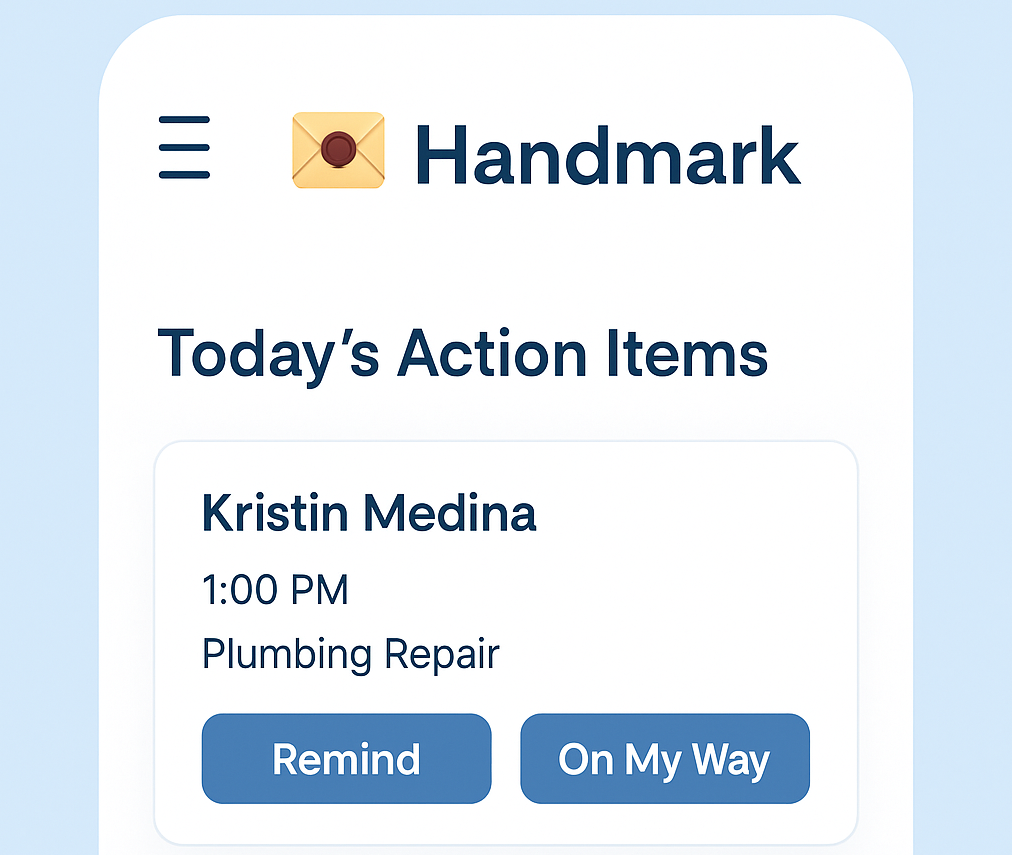 Handmark
Today’s Action Items
Kristin Medina
1:00 PM
Plumbing Repair
Remind
On My Way